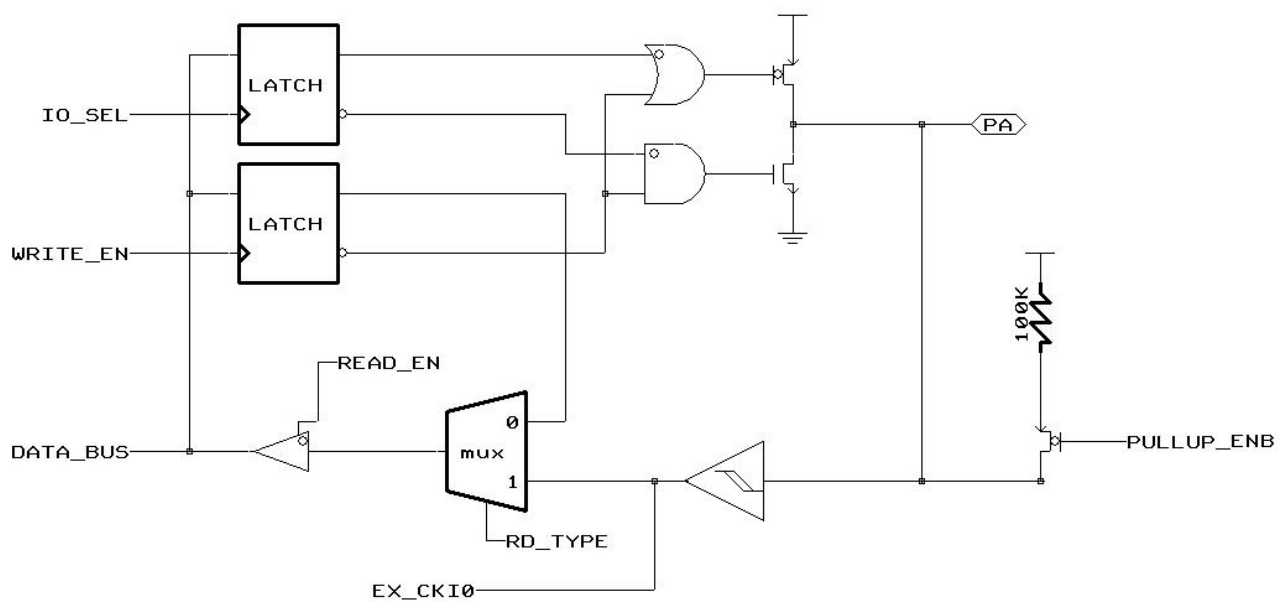 LATCH
IO_SEL
PA
LATCH
WRITE_EN
100K
READ_EN
0
DATA_BUS
mux
PULLUP_ENB
1
RD_TYPE
EX_CKI0